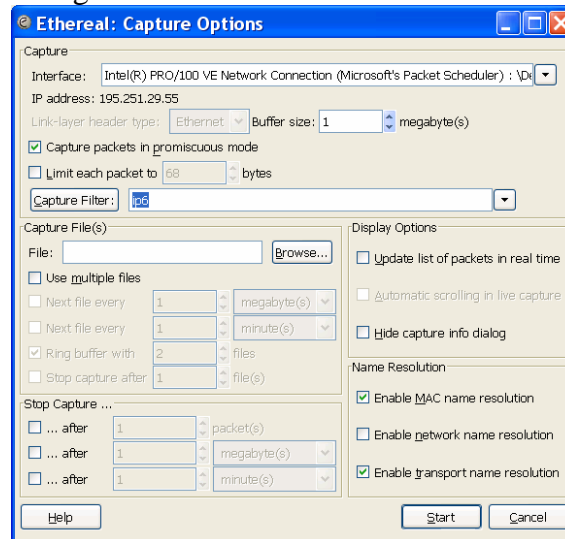 Ethereal: Capture Options
Capture
Interface: Intel(R) PRO/100 VE Network Connection (Microsoft's Packet Scheduler) : \De
IP address: 195.251.29.55
Link-layer header type: Ethernet Buffer size: 1 megabyte(s)
Capture packets in promiscuous mode
Limit each packet to 68 bytes
Capture Filter: ip6
Capture File(s)
File: Browse...
Use multiple files
Next file every 1 megabyte(s)
Next file every 1 minute(s)
Ring buffer with 2 files
Stop capture after 1 file(s)
Stop Capture ...
... after 1 packet(s)
... after 1 megabyte(s)
... after 1 minute(s)
Display Options
Update list of packets in real time
Automatic scrolling in live capture
Hide capture info dialog
Name Resolution
Enable MAC name resolution
Enable network name resolution
Enable transport name resolution
Help Start Cancel